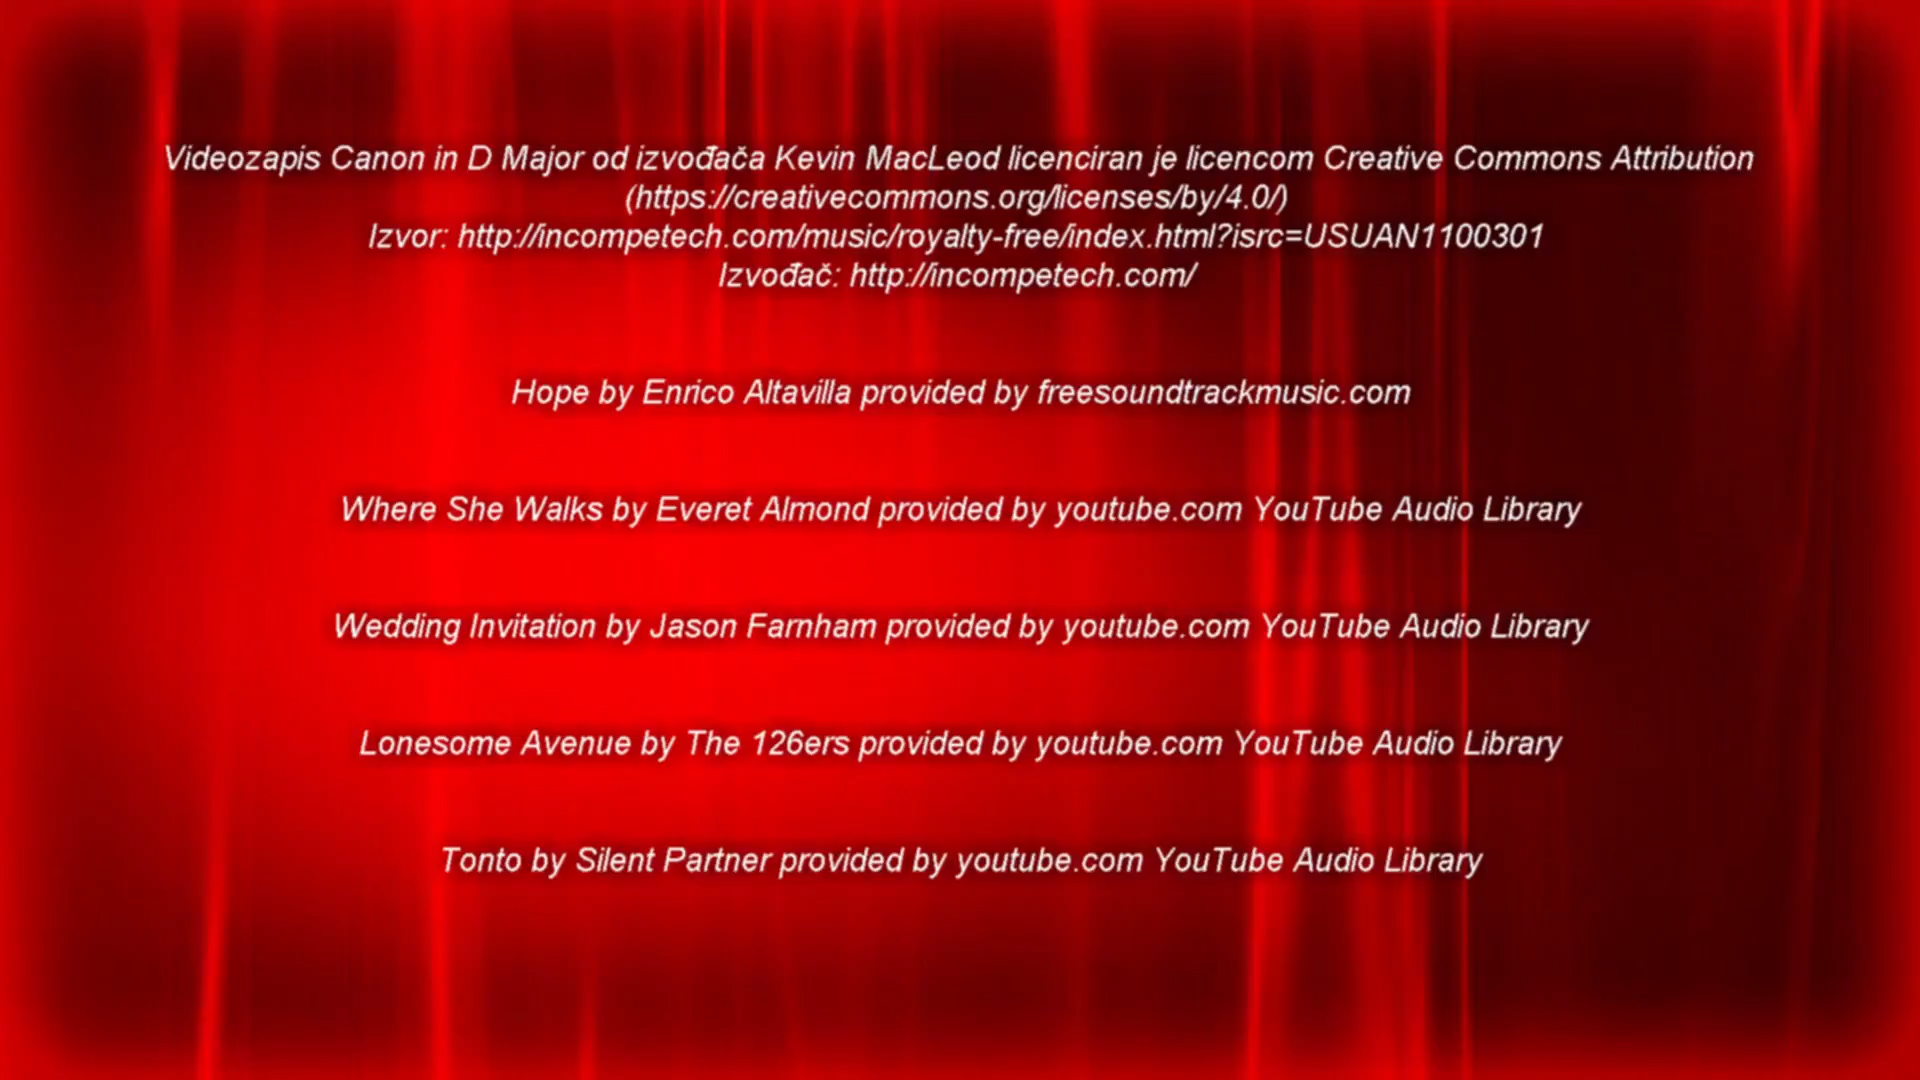 Videozapis Canon in D Major od izvođača Kevin MacLeod licenciran je licencom Creative Commons Attribution
(https://creativecommons.org/licenses/by/4.0/)
Izvor: http://incompetech.com/music/royalty-free/index.html?isrc=USUAN1100301
Izvođač: http://incompetech.com/
Hope by Enrico Altavilla provided by freesoundtrackmusic.com
Where She Walks by Everet Almond provided by youtube.com YouTube Audio Library
Wedding Invitation by Jason Farnham provided by youtube.com YouTube Audio Library
Lonesome Avenue by The 126ers provided by youtube.com YouTube Audio Library
Tonto by Silent Partner provided by youtube.com YouTube Audio Library